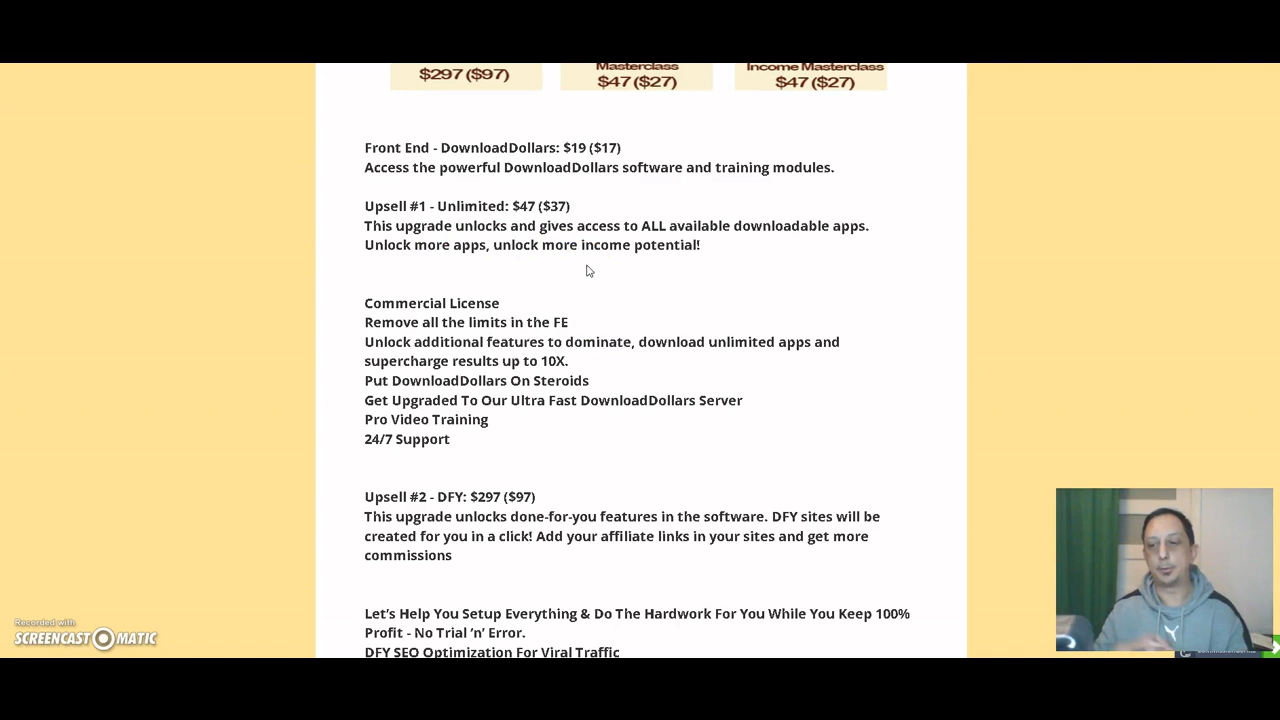 Masterclass
Income Masterclass
$297 ($97)
$47 ($27)
$47 ($27)
Front End - DownloadDollars: $19 ($17)
Access the powerful DownloadDollars software and training modules.
Upsell #1 - Unlimited: $47 ($37)
This upgrade unlocks and gives access to ALL available downloadable apps.
Unlock more apps, unlock more income potential!
Commercial License
Remove all the limits in the FE
Unlock additional features to dominate, download unlimited apps and
supercharge results up to 10X.
Put DownloadDollars On Steroids
Get Upgraded To Our Ultra Fast DownloadDollars Server
Pro Video Training
24/7 Support
Upsell #2 - DFY: $297 ($97)
This upgrade unlocks done-for-you features in the software. DFY sites will be
created for you in a click! Add your affiliate links in your sites and get more
commissions
Let’s Help You Setup Everything & Do The Hardwork For You While You Keep 100%
Profit - No Trial ’n’ Error.
DFY SEO Optimization For Viral Traffic
Recorded with
SCREENCAST-O-MATIC